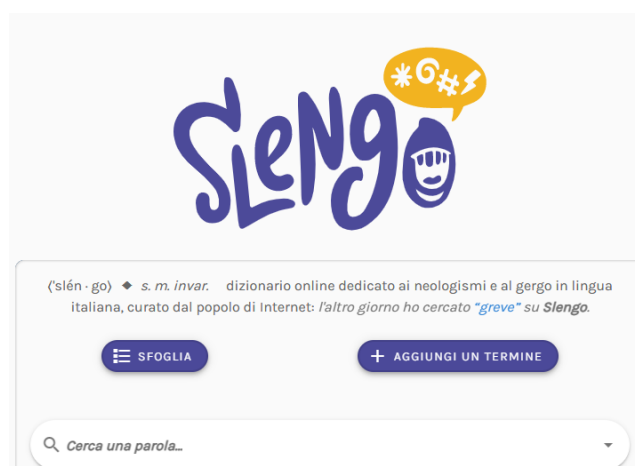 SLeNgo
*@#⚡
('slén · go) ◆ s. m. invar. dizionario online dedicato ai neologismi e al gergo in lingua
italiana, curato dal popolo di Internet: l'altro giorno ho cercato “greve” su Slengo.
SFOGLIA
+ AGGIUNGI UN TERMINE
Cerca una parola...